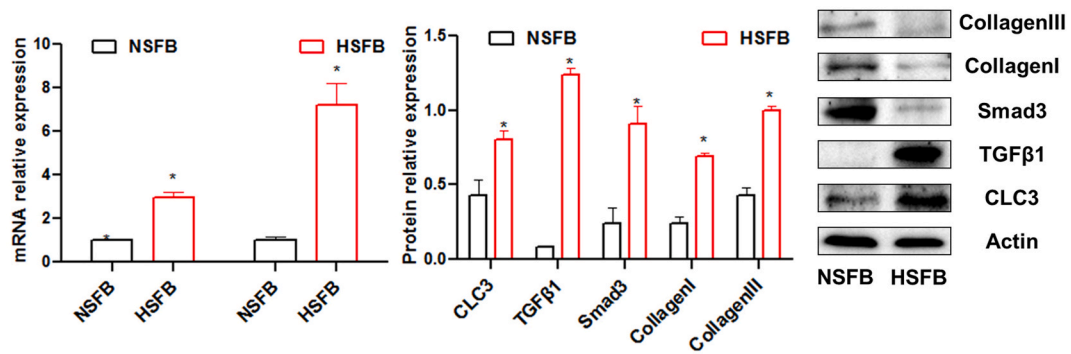 NSFB HSFB
mRNA relative expression
10
8
6
4
2
0
*
*
*
NSFB
HSFB
NSFB
HSFB
NSFB HSFB
Protein relative expression
1.5
1.0
0.5
0.0
*
*
*
*
*
CLC3
TGFβ1
Smad3
CollagenI
CollagenIII
CollagenIII
CollagenI
Smad3
TGFβ1
CLC3
Actin
NSFB HSFB